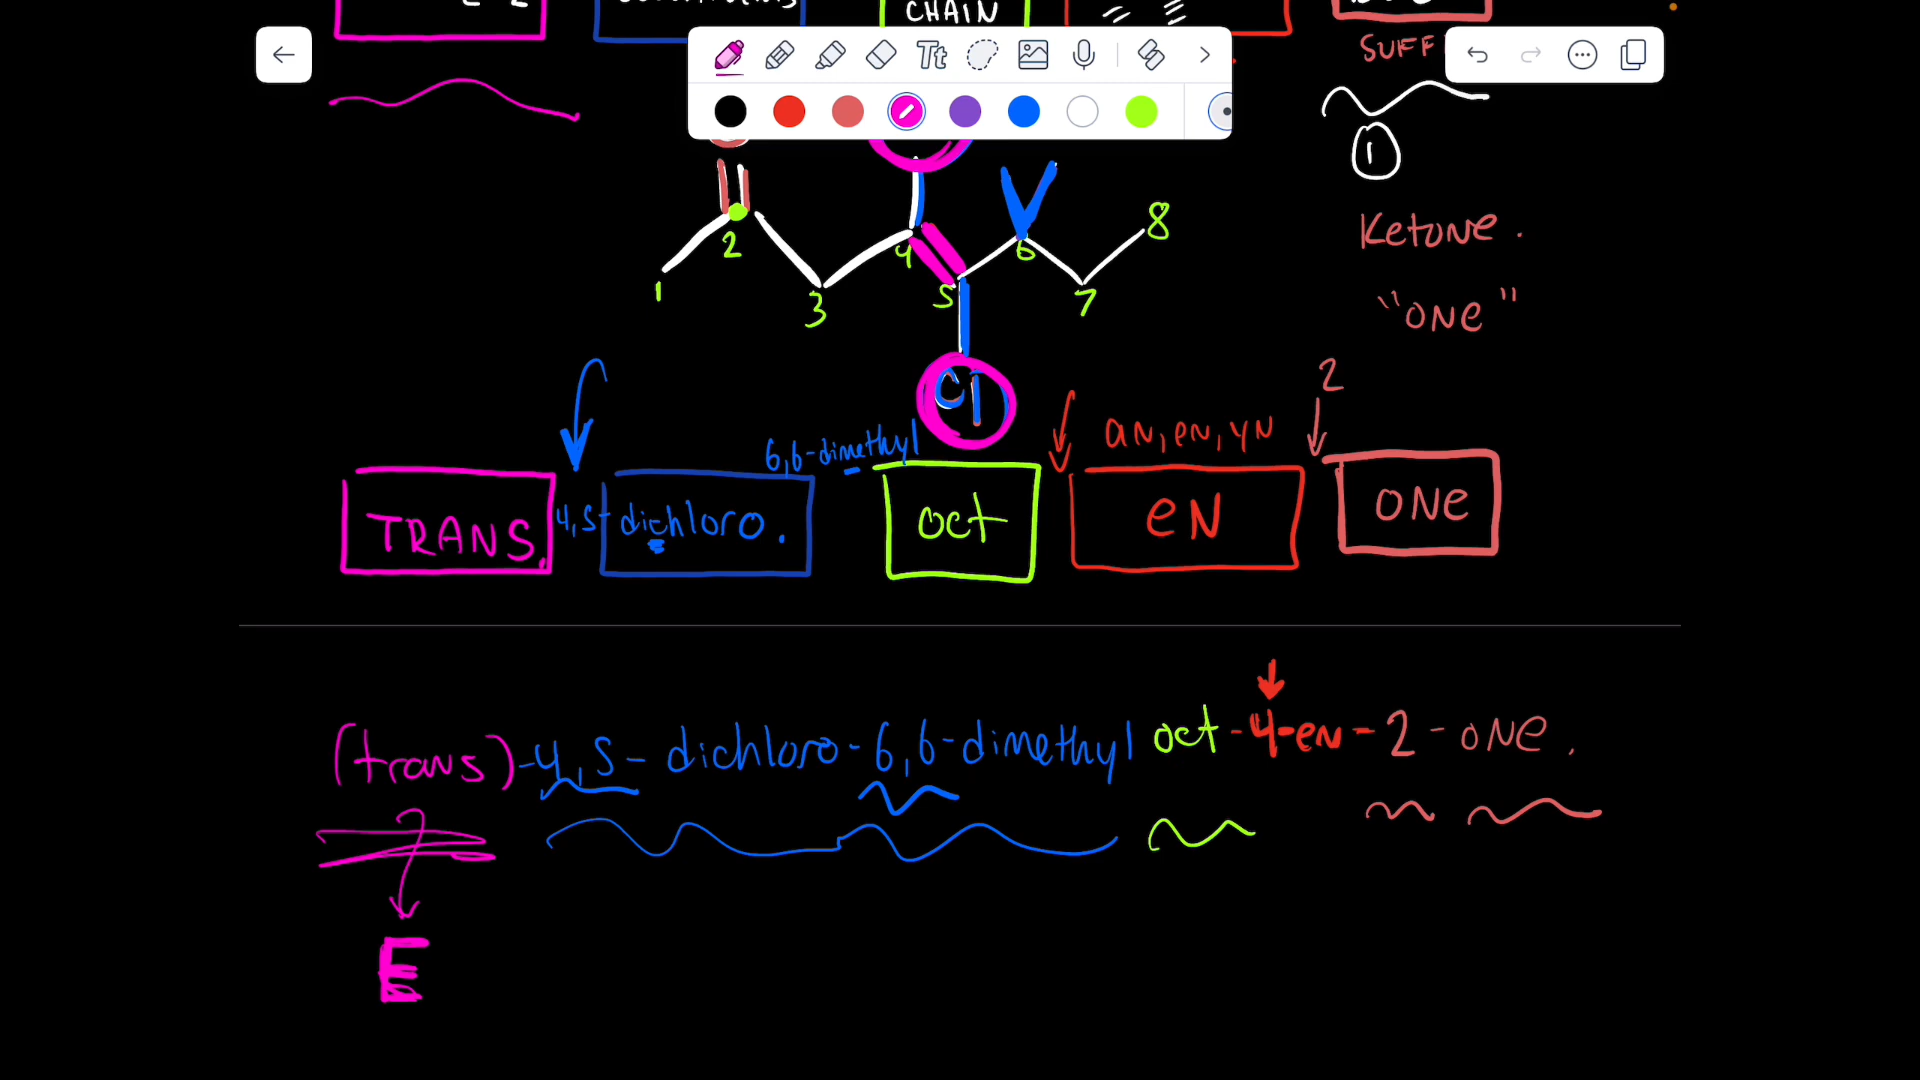 CHAIN
SUFF
Tt
1
Ketone.
"one"
8
2
4
6
1
3
5
7
2
Cl
6,6-dimethyl
an, en, yn
TRANS
4,5-dichloro.
oct
en
one
(trans)-4,5-dichloro-6,6-dimethyl oct-4-en-2-one.
E